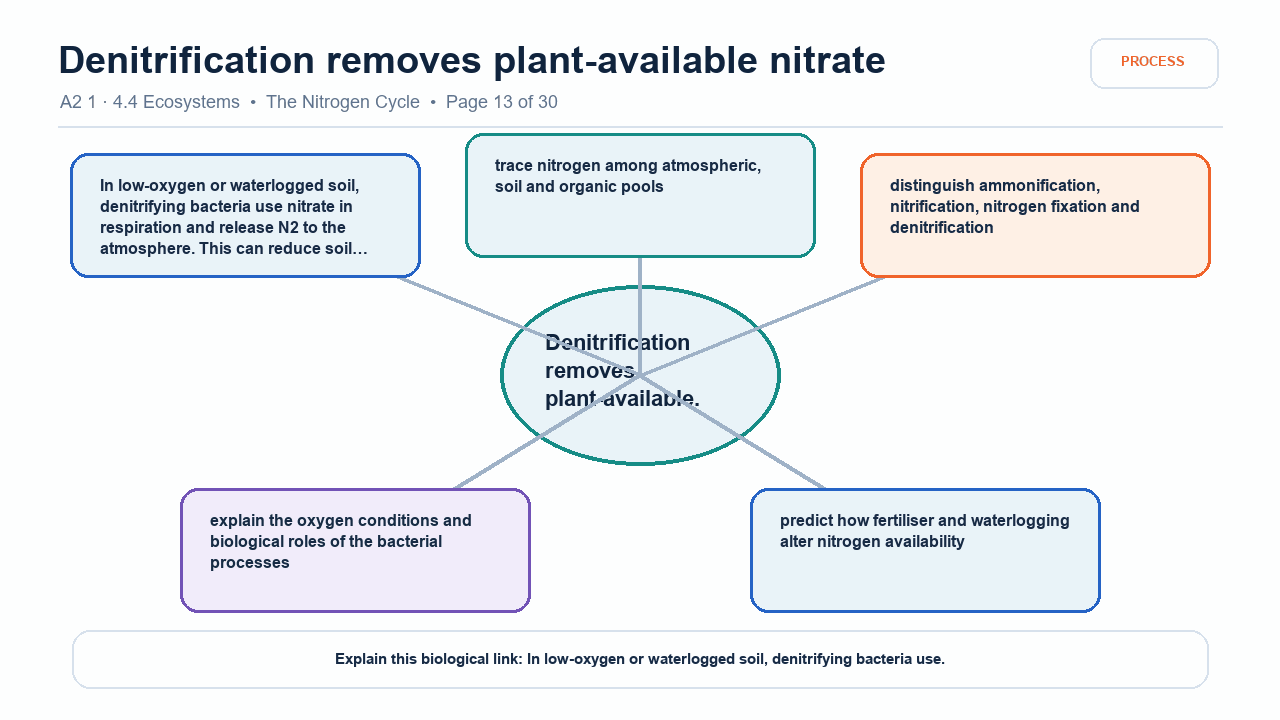 Denitrification removes plant-available nitrate
PROCESS
A2 1 · 4.4 Ecosystems • The Nitrogen Cycle • Page 13 of 30
In low-oxygen or waterlogged soil,
denitrifying bacteria use nitrate in
respiration and release N2 to the
atmosphere. This can reduce soil…
trace nitrogen among atmospheric,
soil and organic pools
distinguish ammonification,
nitrification, nitrogen fixation and
denitrification
Denitrification
removes
plant-available.
explain the oxygen conditions and
biological roles of the bacterial
processes
predict how fertiliser and waterlogging
alter nitrogen availability
Explain this biological link: In low-oxygen or waterlogged soil, denitrifying bacteria use.